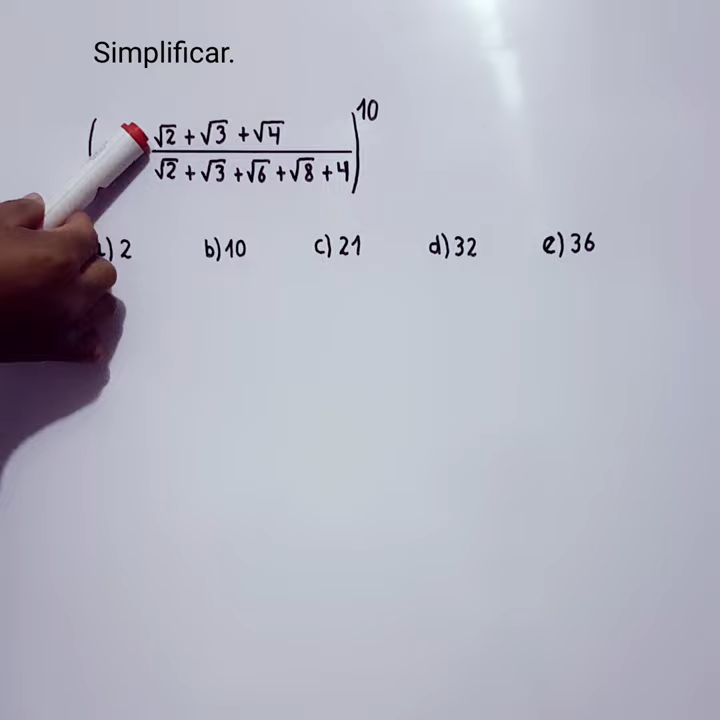 Simplificar.
( √2 + √3 + √4 / √2 + √3 + √6 + √8 + 4 )^10
) 2 b) 10 c) 21 d) 32 e) 36